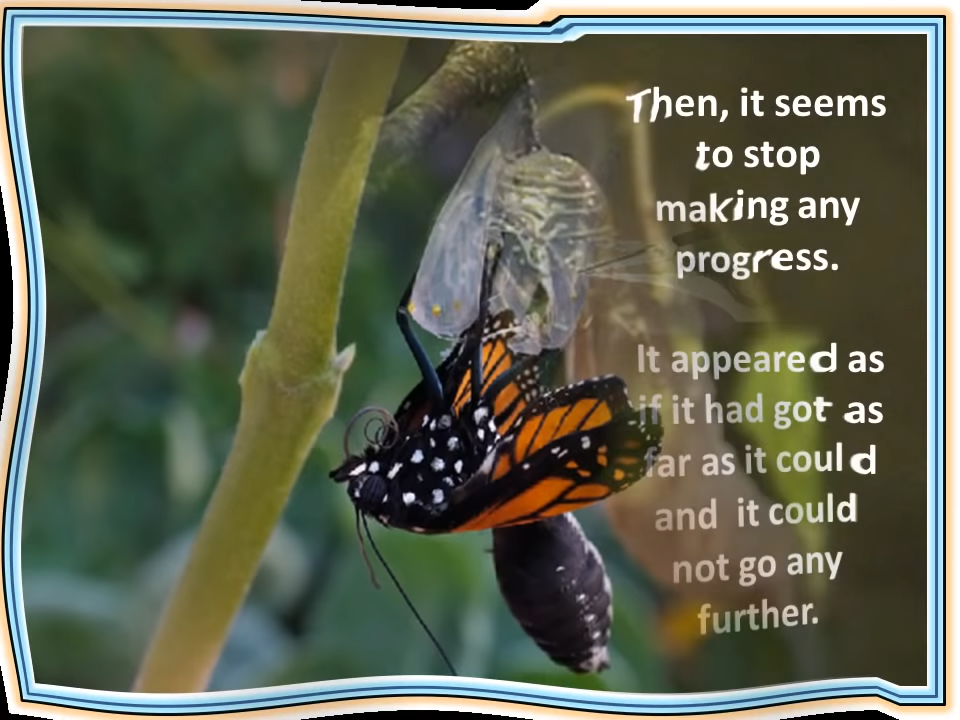 Then, it seems
to stop
making any
progress.
It appeared as
if it had got as
far as it could
and it could
not go any
further.